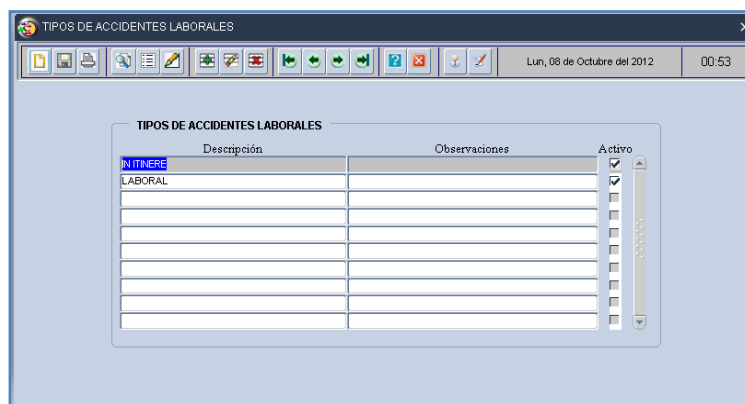 TIPOS DE ACCIDENTES LABORALES
Lun, 08 de Octubre del 2012 00:53
TIPOS DE ACCIDENTES LABORALES
Descripción Observaciones Activo
IN ITINERE
LABORAL